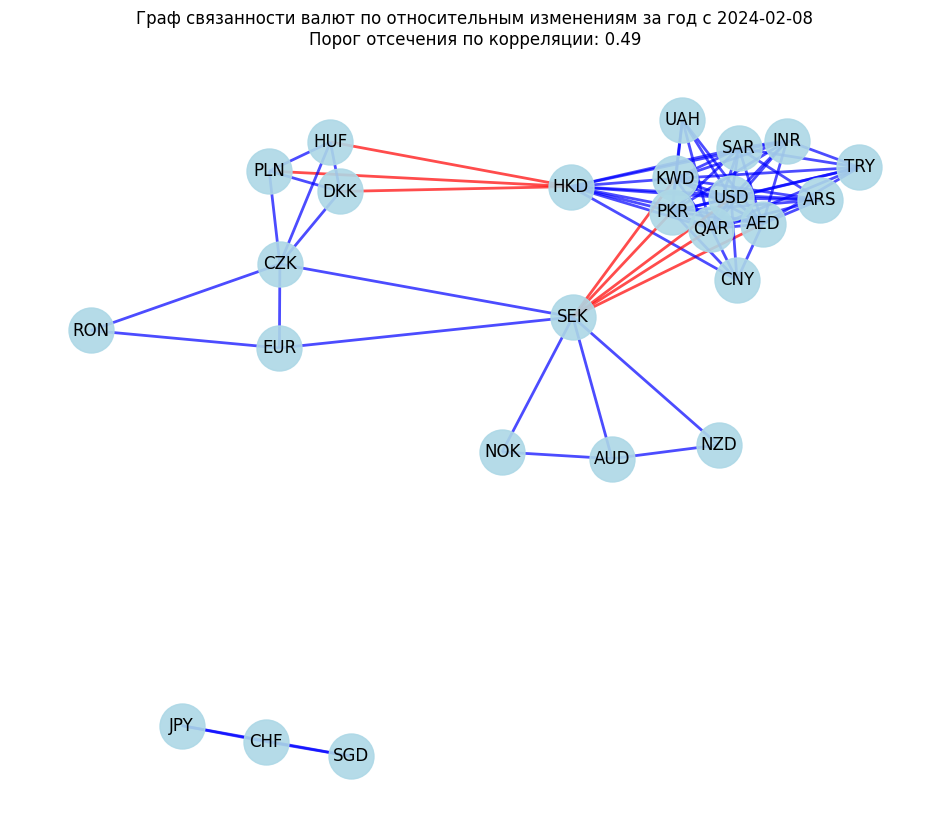 Граф связанности валют по относительным изменениям за год с 2024-02-08
Порог отсечения по корреляции: 0.49
UAH
HUF
SAR
INR
PLN
TRY
KWD
DKK
HKD
USD
ARS
PKR
AED
QAR
CZK
CNY
SEK
RON
EUR
NZD
NOK
AUD
JPY
CHF
SGD